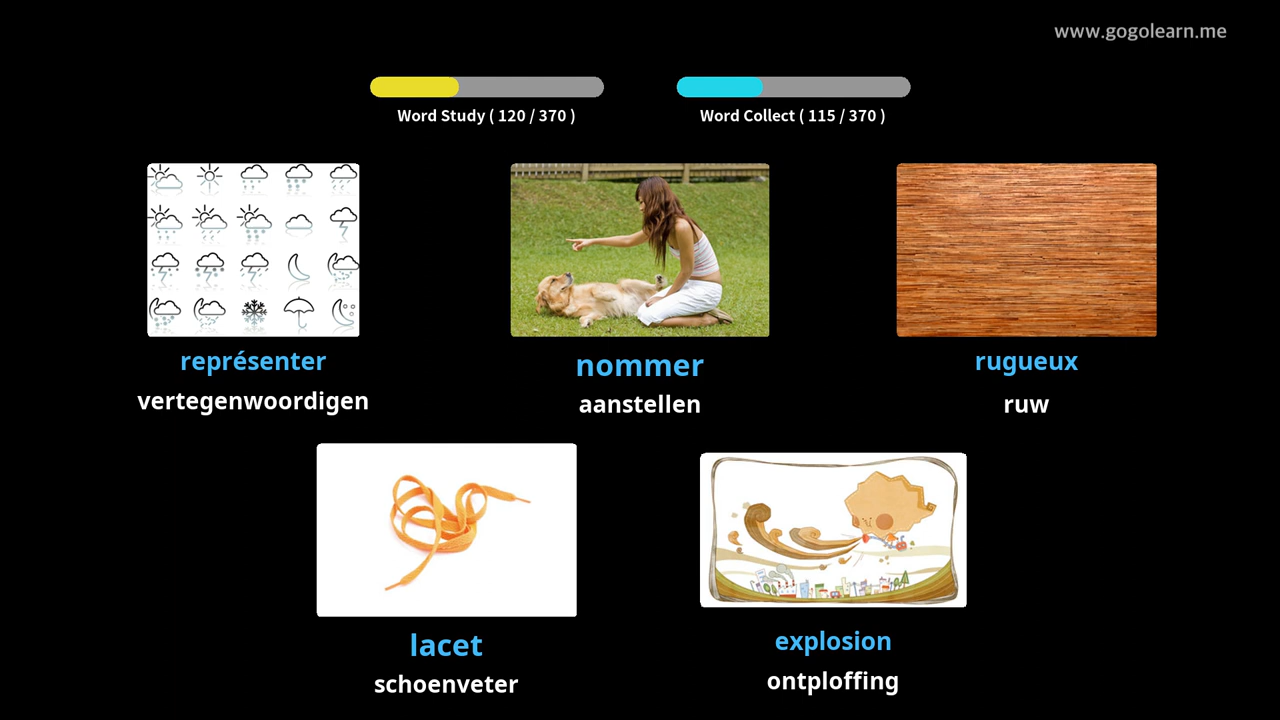 www.gogolearn.me
Word Study ( 120 / 370 )
Word Collect ( 115 / 370 )
représenter
vertegenwoordigen
nommer
aanstellen
rugueux
ruw
lacet
schoenveter
explosion
ontploffing